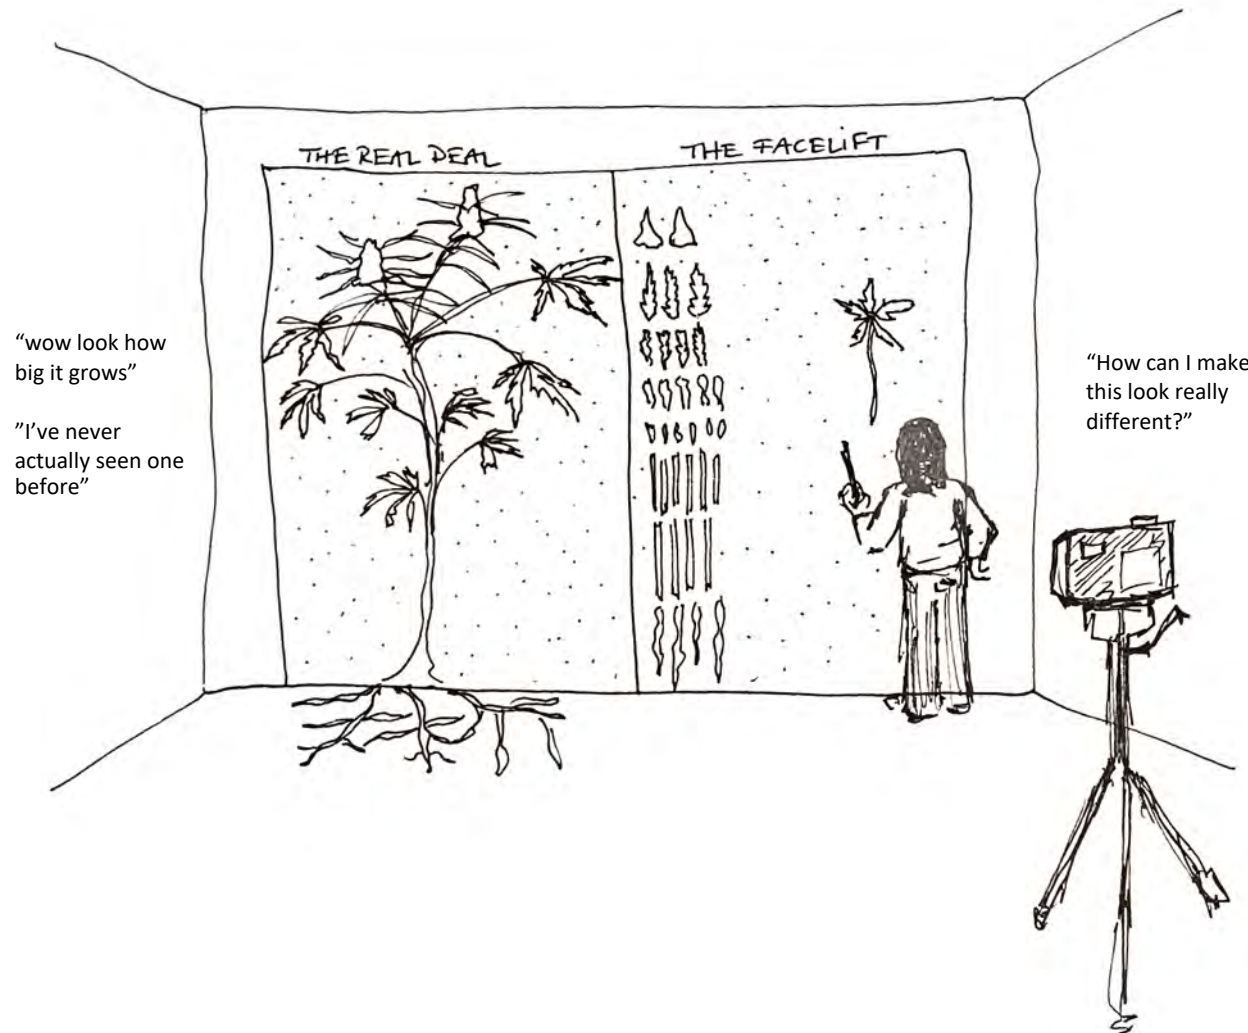 THE REAL DEAL
THE FACELIFT
“wow look how
big it grows”
”I’ve never
actually seen one
before”
“How can I make
this look really
different?”